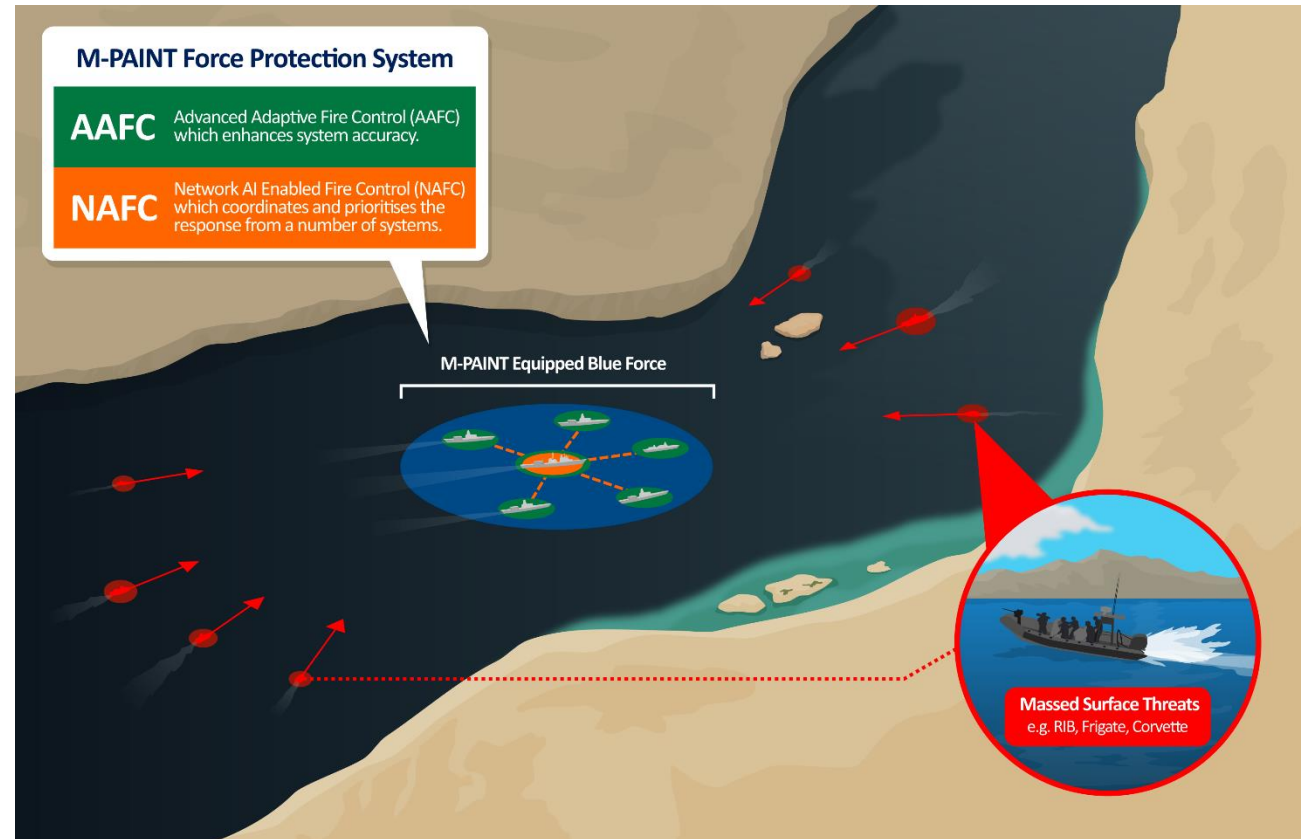 M-PAINT Force Protection System
AAFC
Advanced Adaptive Fire Control (AAFC)
which enhances system accuracy.
NAFC
Network AI Enabled Fire Control (NAFC)
which coordinates and prioritises the
response from a number of systems.
M-PAINT Equipped Blue Force
Massed Surface Threats
e.g. RIB, Frigate, Corvette